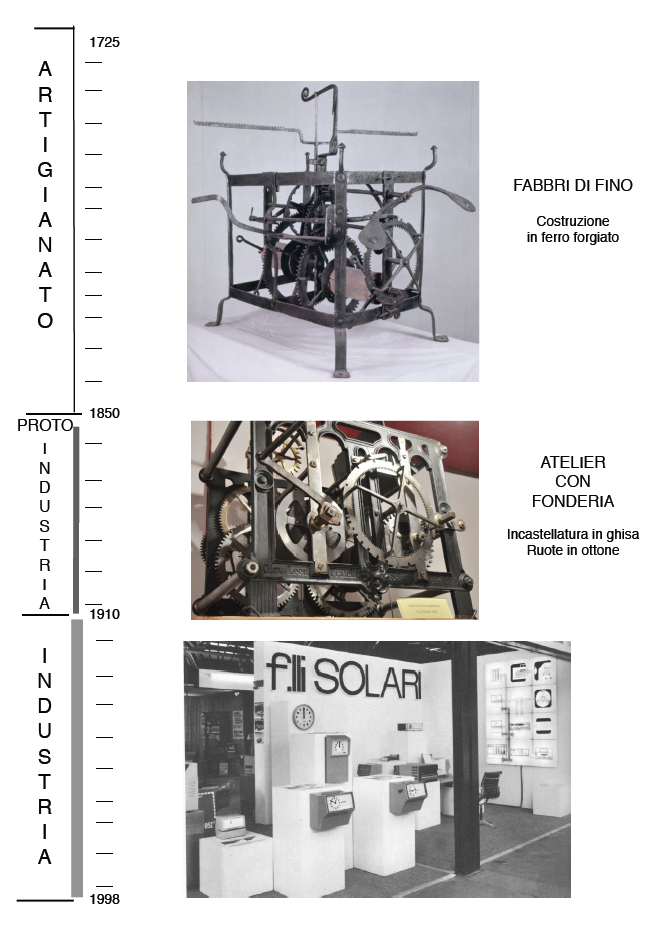 1725
ARTIGIANATO
FABBRI DI FINO
Costruzione
in ferro forgiato
1850
PROTO
INDUSTRIA
ATELIER
CON
FONDERIA
Incastellatura in ghisa
Ruote in ottone
1910
INDUSTRIA
f.lli SOLARI
1998